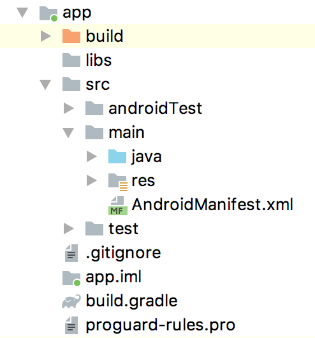 app
build
libs
src
androidTest
main
java
res
MF AndroidManifest.xml
test
.gitignore
app.iml
build.gradle
proguard-rules.pro